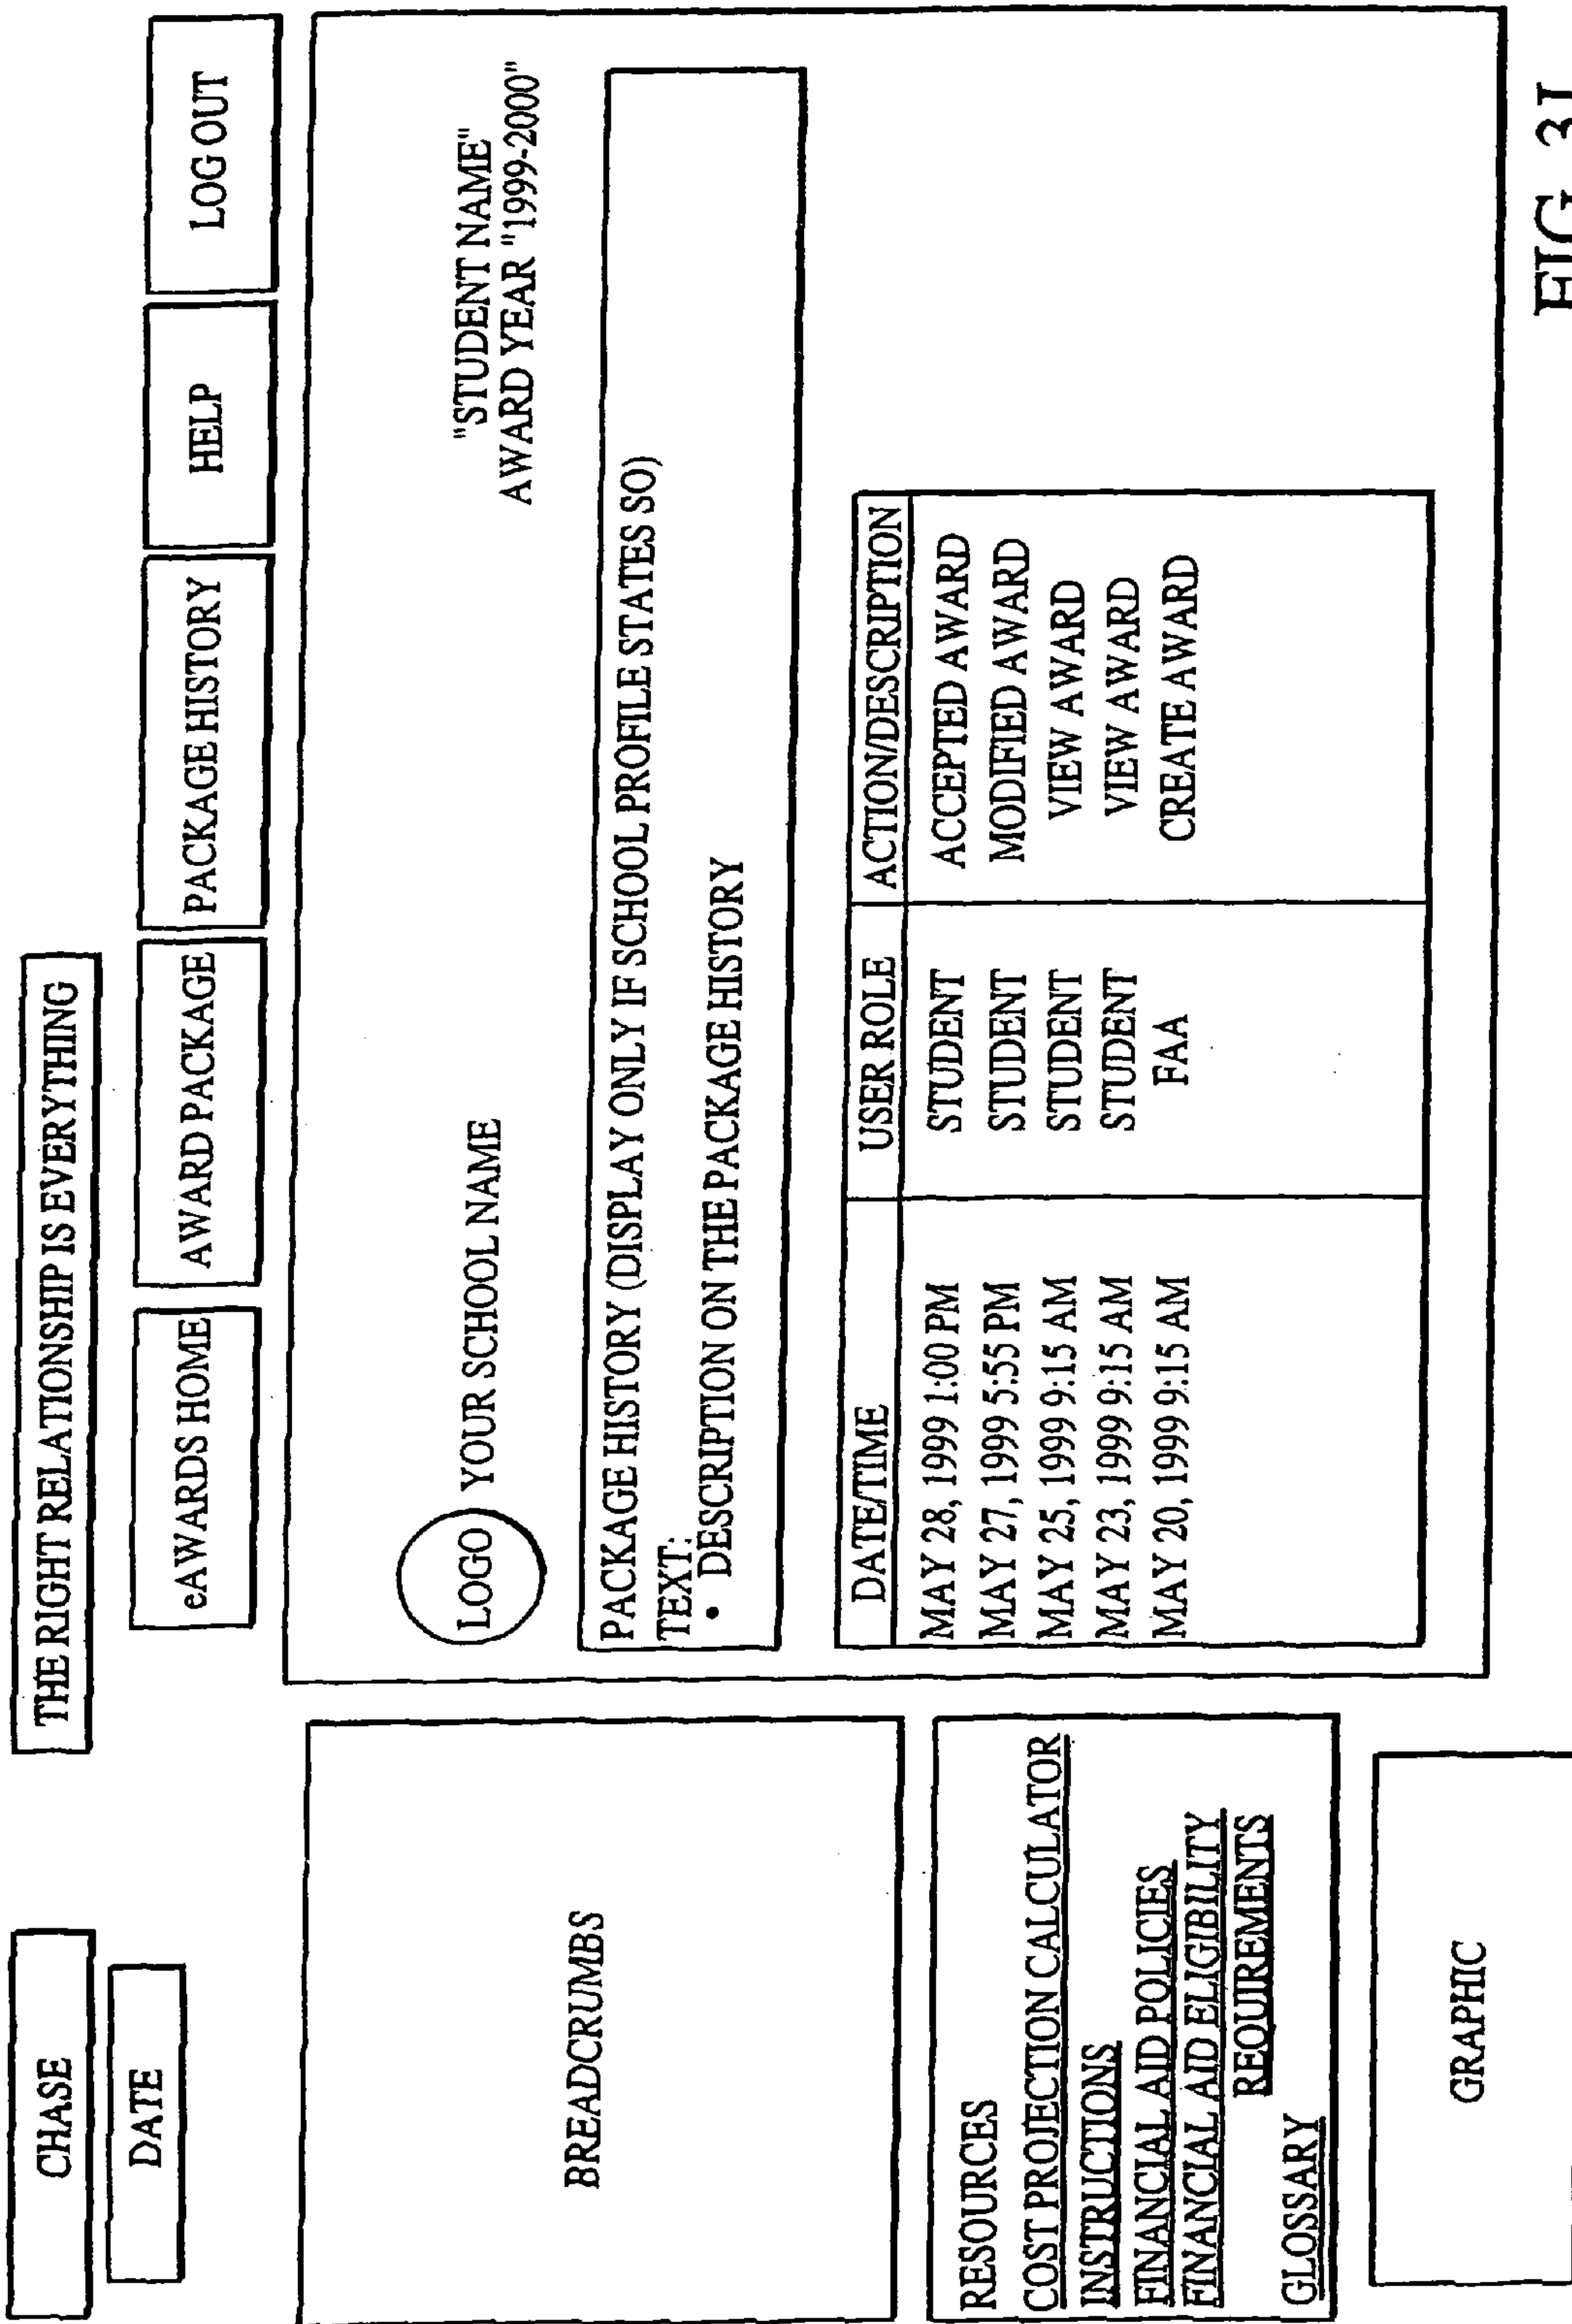 CHASE
THE RIGHT RELATIONSHIP IS EVERYTHING
DATE
eAWARDS HOME
AWARD PACKAGE
PACKAGE HISTORY
HELP
LOG OUT
BREADCRUMBS
LOGO
YOUR SCHOOL NAME
"STUDENT NAME"
AWARD YEAR "1999-2000"
PACKAGE HISTORY (DISPLAY ONLY IF SCHOOL PROFILE STATES SO)
TEXT:
• DESCRIPTION ON THE PACKAGE HISTORY
DATE/TIME USER ROLE ACTION/DESCRIPTION
MAY 28, 1999 1:00 PM STUDENT ACCEPTED AWARD
MAY 27, 1999 5:55 PM STUDENT MODIFIED AWARD
MAY 25, 1999 9:15 AM STUDENT VIEW AWARD
MAY 23, 1999 9:15 AM STUDENT VIEW AWARD
MAY 20, 1999 9:15 AM FAA CREATE AWARD
RESOURCES
COST PROJECTION CALCULATOR
INSTRUCTIONS
FINANCIAL AID POLICIES
FINANCIAL AID ELIGIBILITY
REQUIREMENTS
GLOSSARY
GRAPHIC
FIG.